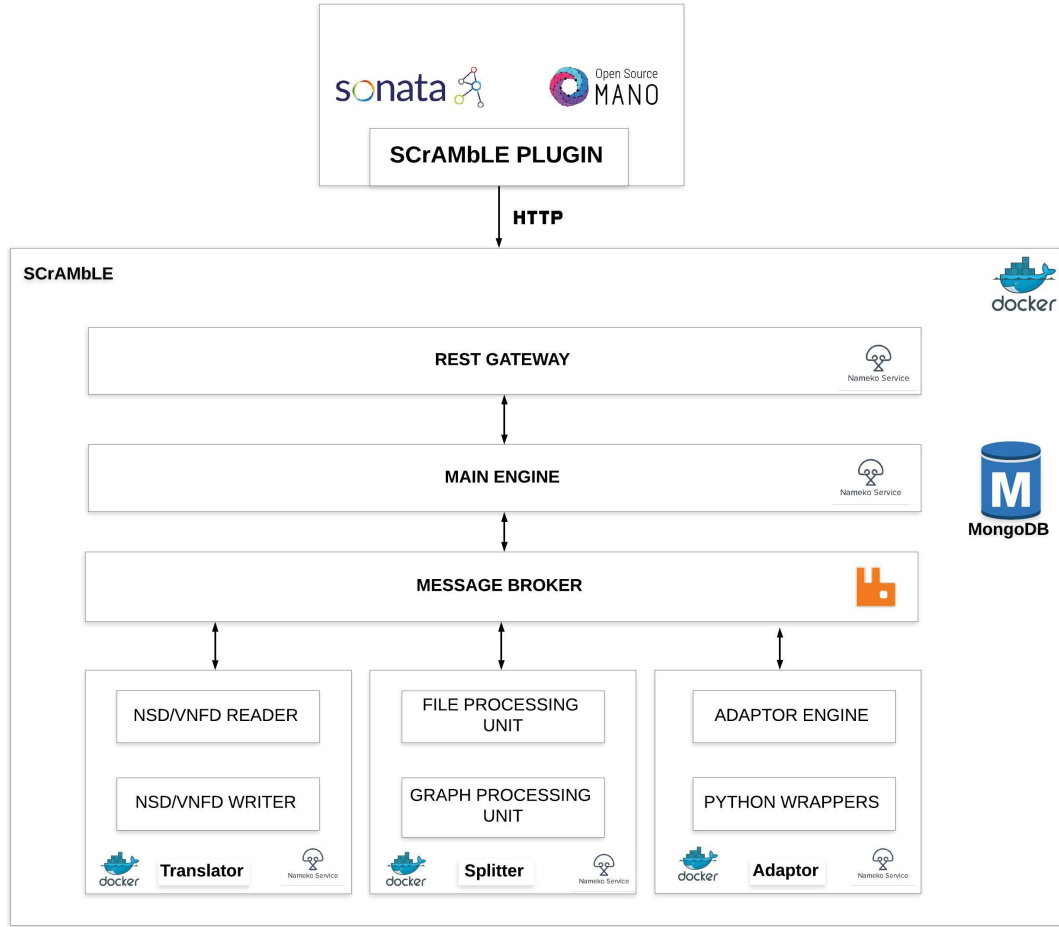 sonata
Open Source
MANO
SCrAMbLE PLUGIN
HTTP
SCrAMbLE
docker
REST GATEWAY
Nameko Service
MAIN ENGINE
Nameko Service
M
MongoDB
MESSAGE BROKER
NSD/VNFD READER
FILE PROCESSING
UNIT
ADAPTOR ENGINE
NSD/VNFD WRITER
GRAPH PROCESSING
UNIT
PYTHON WRAPPERS
docker
Translator
Nameko Service
docker
Splitter
Nameko Service
docker
Adaptor
Nameko Service